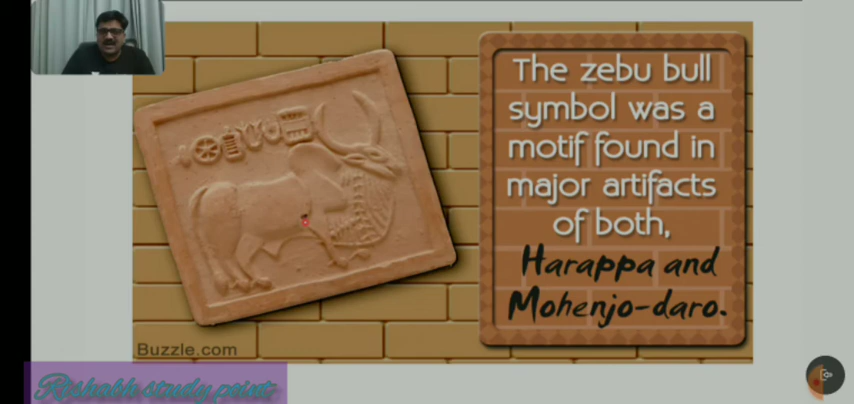 The zebu bull
symbol was a
motif found in
major artifacts
of both,
Harappa and
Mohenjo-daro.
Buzzle.com
Rishabh study point